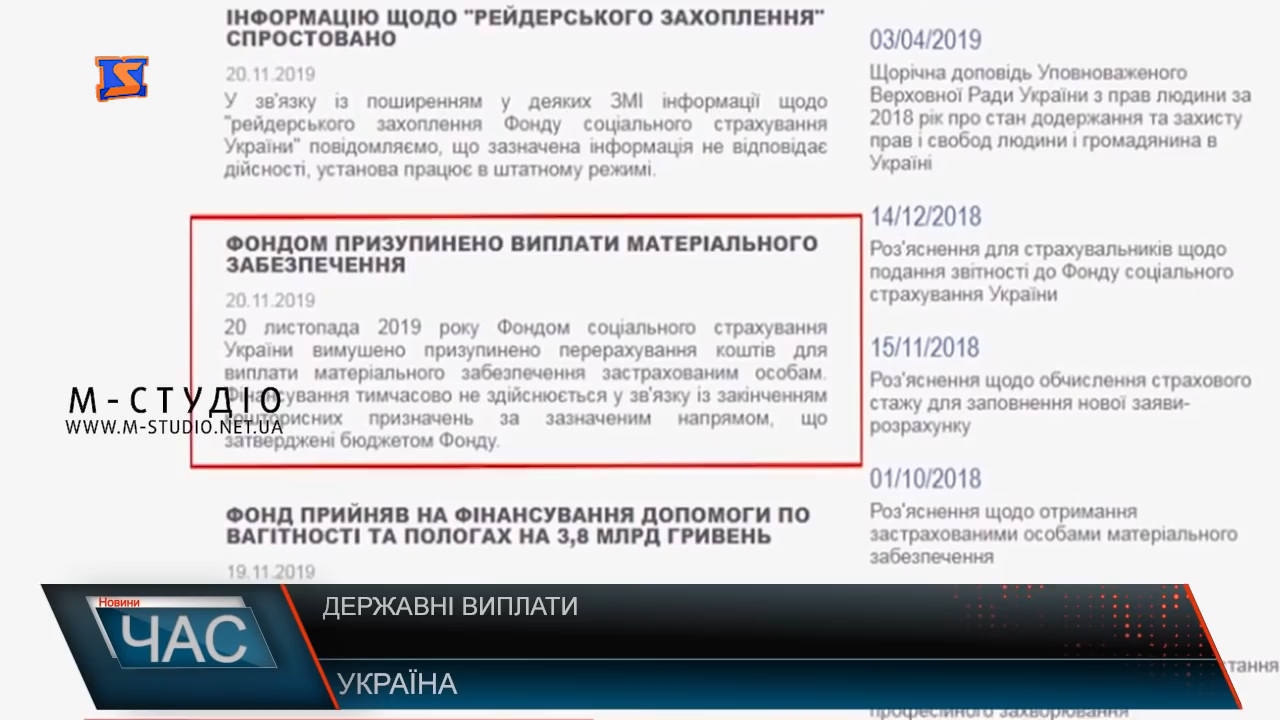 ІНФОРМАЦІЮ ЩОДО "РЕЙДЕРСЬКОГО ЗАХОПЛЕННЯ"
СПРОСТОВАНО
20.11.2019
У зв'язку із поширенням у деяких ЗМІ інформації щодо
"рейдерського захоплення Фонду соціального страхування
України" повідомляємо, що зазначена інформація не відповідає
дійсності, установа працює в штатному режимі.
ФОНДОМ ПРИЗУПИНЕНО ВИПЛАТИ МАТЕРІАЛЬНОГО
ЗАБЕЗПЕЧЕННЯ
20.11.2019
20 листопада 2019 року Фондом соціального страхування
України вимушено призупинено перерахування коштів для
виплати матеріального забезпечення застрахованим особам.
Фінансування тимчасово не здійснюється у зв'язку із закінченням
кошторисних призначень за зазначеним напрямом, що
затверджені бюджетом Фонду.
ФОНД ПРИЙНЯВ НА ФІНАНСУВАННЯ ДОПОМОГИ ПО
ВАГІТНОСТІ ТА ПОЛОГАХ НА 3,8 МЛРД ГРИВЕНЬ
19.11.2019
03/04/2019
Щорічна доповідь Уповноваженого
Верховної Ради України з прав людини за
2018 рік про стан додержання та захисту
прав і свобод людини і громадянина в
Україні
14/12/2018
Роз'яснення для страхувальників щодо
подання звітності до Фонду соціального
страхування України
15/11/2018
Роз'яснення щодо обчислення страхового
стажу для заповнення нової заяви-
розрахунку
01/10/2018
Роз'яснення щодо отримання
застрахованими особами матеріального
забезпечення
професійного захворювання
М-СТУДІО
WWW.M-STUDIO.NET.UA
Новини
ЧАС
ДЕРЖАВНІ ВИПЛАТИ
УКРАЇНА